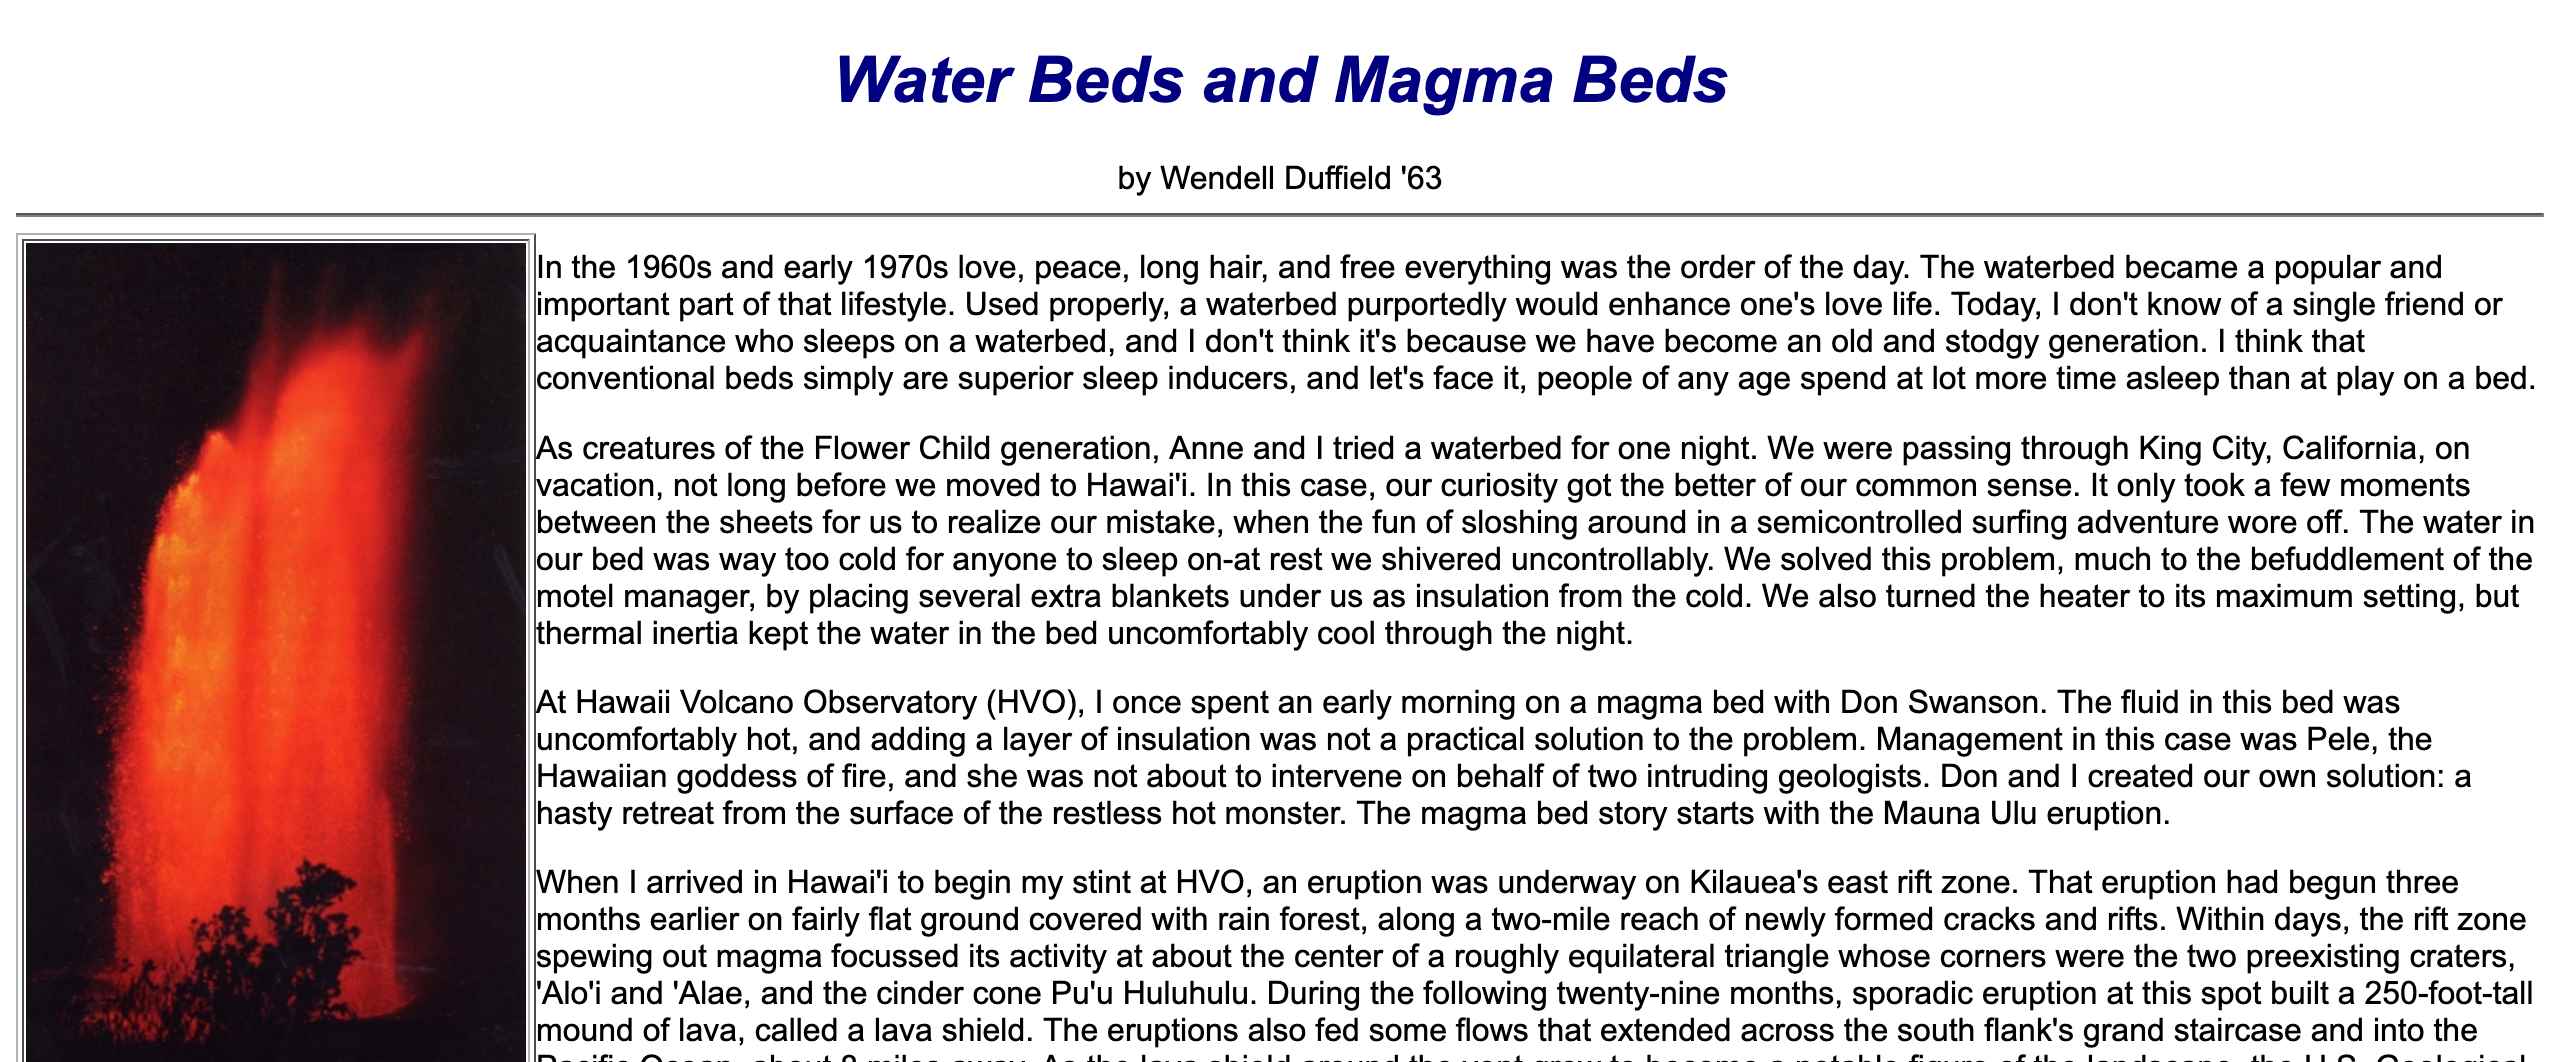 Water Beds and Magma Beds
by Wendell Duffield '63
In the 1960s and early 1970s love, peace, long hair, and free everything was the order of the day. The waterbed became a popular and
important part of that lifestyle. Used properly, a waterbed purportedly would enhance one's love life. Today, I don't know of a single friend or
acquaintance who sleeps on a waterbed, and I don't think it's because we have become an old and stodgy generation. I think that
conventional beds simply are superior sleep inducers, and let's face it, people of any age spend at lot more time asleep than at play on a bed.
As creatures of the Flower Child generation, Anne and I tried a waterbed for one night. We were passing through King City, California, on
vacation, not long before we moved to Hawai'i. In this case, our curiosity got the better of our common sense. It only took a few moments
between the sheets for us to realize our mistake, when the fun of sloshing around in a semicontrolled surfing adventure wore off. The water in
our bed was way too cold for anyone to sleep on-at rest we shivered uncontrollably. We solved this problem, much to the befuddlement of the
motel manager, by placing several extra blankets under us as insulation from the cold. We also turned the heater to its maximum setting, but
thermal inertia kept the water in the bed uncomfortably cool through the night.
At Hawaii Volcano Observatory (HVO), I once spent an early morning on a magma bed with Don Swanson. The fluid in this bed was
uncomfortably hot, and adding a layer of insulation was not a practical solution to the problem. Management in this case was Pele, the
Hawaiian goddess of fire, and she was not about to intervene on behalf of two intruding geologists. Don and I created our own solution: a
hasty retreat from the surface of the restless hot monster. The magma bed story starts with the Mauna Ulu eruption.
When I arrived in Hawai'i to begin my stint at HVO, an eruption was underway on Kilauea's east rift zone. That eruption had begun three
months earlier on fairly flat ground covered with rain forest, along a two-mile reach of newly formed cracks and rifts. Within days, the rift zone
spewing out magma focussed its activity at about the center of a roughly equilateral triangle whose corners were the two preexisting craters,
'Alo'i and 'Alae, and the cinder cone Pu'u Huluhulu. During the following twenty-nine months, sporadic eruption at this spot built a 250-foot-tall
mound of lava, called a lava shield. The eruptions also fed some flows that extended across the south flank's grand staircase and into the